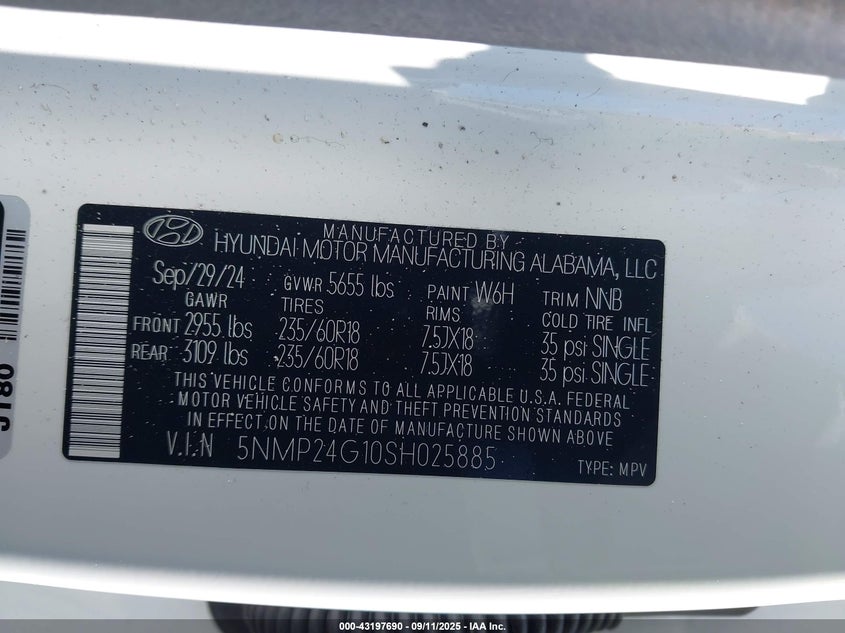 MANUFACTURED BY
HYUNDAI MOTOR MANUFACTURING ALABAMA, LLC
Sep/29/24 GVWR 5655 lbs PAINT W6H TRIM NNB
GAWR TIRES RIMS COLD TIRE INFL
FRONT 2955 lbs 235/60R18 7.5JX18 35 psi SINGLE
REAR 3109 lbs 235/60R18 7.5JX18 35 psi SINGLE
THIS VEHICLE CONFORMS TO ALL APPLICABLE U.S.A. FEDERAL
MOTOR VEHICLE SAFETY AND THEFT PREVENTION STANDARDS
IN EFFECT ON THE DATE OF MANUFACTURE SHOWN ABOVE
V.I.N 5NMP24G10SH025885
TYPE: MPV
000-43197690 - 09/11/2025 - IAA Inc.